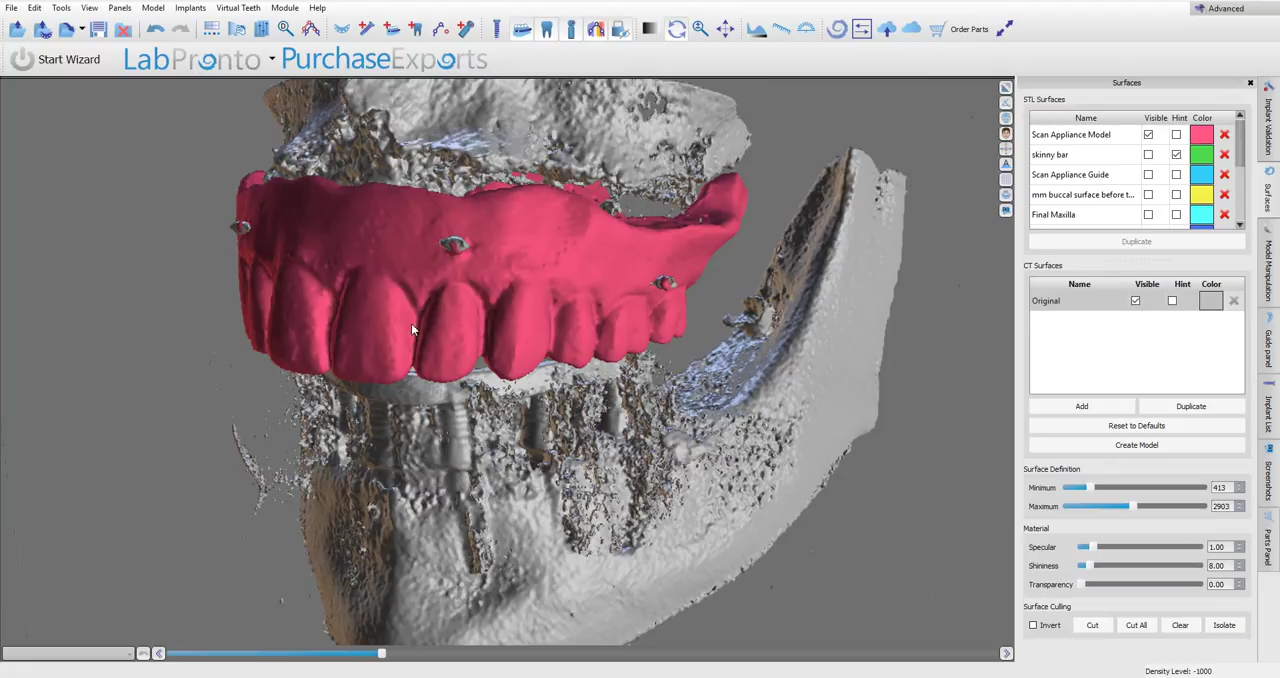 File Edit Tools View Panels Model Implants Virtual Teeth Module Help
Advanced
Order Parts
Start Wizard
LabPronto
PurchaseExports
Surfaces
STL Surfaces
Name Visible Hint Color
Scan Appliance Model
skinny bar
Scan Appliance Guide
mm buccal surface before t...
Final Maxilla
Duplicate
CT Surfaces
Name Visible Hint Color
Original
Add Duplicate
Reset to Defaults
Create Model
Surface Definition
Minimum 413
Maximum 2903
Material
Specular 1.00
Shininess 8.00
Transparency 0.00
Surface Culling
Invert Cut Cut All Clear Isolate
Density Level: -1000
Implant Validation
Surfaces
Model Manipulation
Guide panel
Implant List
Screenshots
Parts Panel